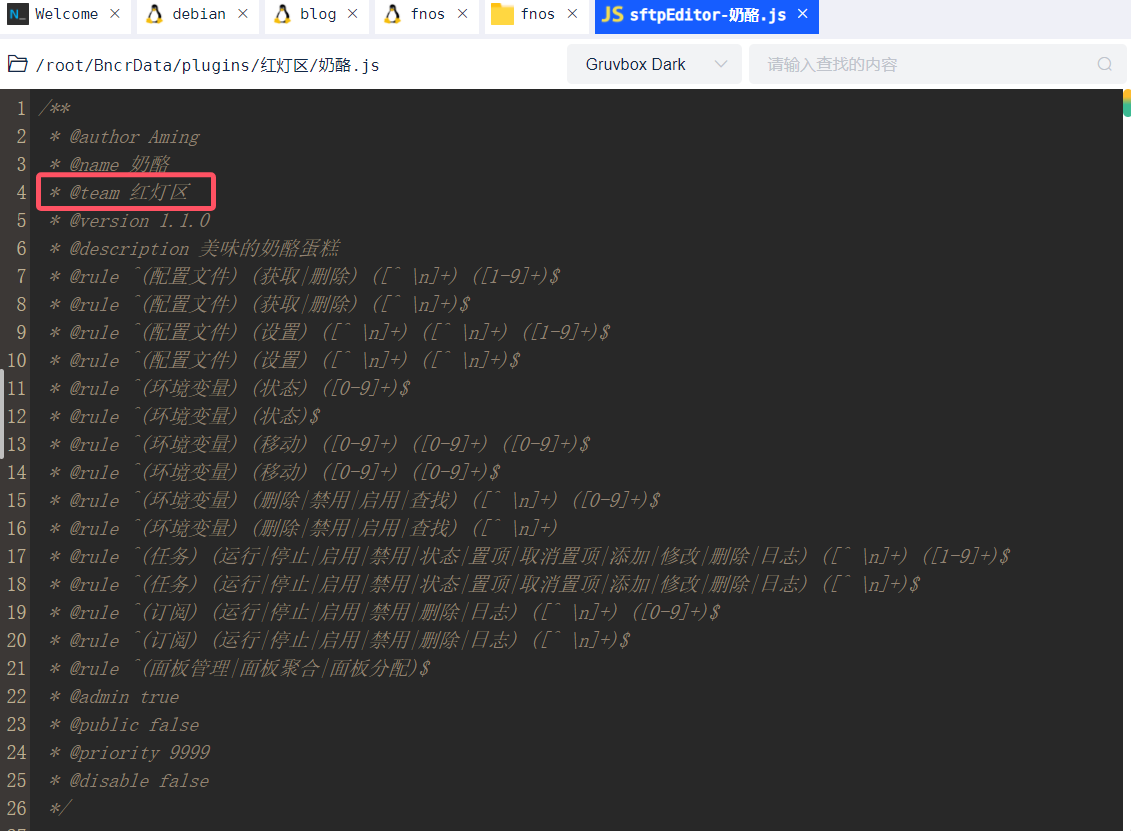 N_ Welcome × debian × blog × fnos × fnos × JS sftpEditor-奶酪.js ×
/root/BncrData/plugins/红灯区/奶酪.js Gruvbox Dark 请输入查找的内容
1 /**
2 * @author Aming
3 * @name 奶酪
4 * @team 红灯区
5 * @version 1.1.0
6 * @description 美味的奶酪蛋糕
7 * @rule ^(配置文件) (获取|删除) ([^ \n]+) ([1-9]+)$
8 * @rule ^(配置文件) (获取|删除) ([^ \n]+)$
9 * @rule ^(配置文件) (设置) ([^ \n]+) ([^ \n]+) ([1-9]+)$
10 * @rule ^(配置文件) (设置) ([^ \n]+) ([^ \n]+)$
11 * @rule ^(环境变量) (状态) ([0-9]+)$
12 * @rule ^(环境变量) (状态)$
13 * @rule ^(环境变量) (移动) ([0-9]+) ([0-9]+) ([0-9]+)$
14 * @rule ^(环境变量) (移动) ([0-9]+) ([0-9]+)$
15 * @rule ^(环境变量) (删除|禁用|启用|查找) ([^ \n]+) ([0-9]+)$
16 * @rule ^(环境变量) (删除|禁用|启用|查找) ([^ \n]+)
17 * @rule ^(任务) (运行|停止|启用|禁用|状态|置顶|取消置顶|添加|修改|删除|日志) ([^ \n]+) ([1-9]+)$
18 * @rule ^(任务) (运行|停止|启用|禁用|状态|置顶|取消置顶|添加|修改|删除|日志) ([^ \n]+)$
19 * @rule ^(订阅) (运行|停止|启用|禁用|删除|日志) ([^ \n]+) ([0-9]+)$
20 * @rule ^(订阅) (运行|停止|启用|禁用|删除|日志) ([^ \n]+)$
21 * @rule ^(面板管理|面板聚合|面板分配)$
22 * @admin true
23 * @public false
24 * @priority 9999
25 * @disable false
26 */